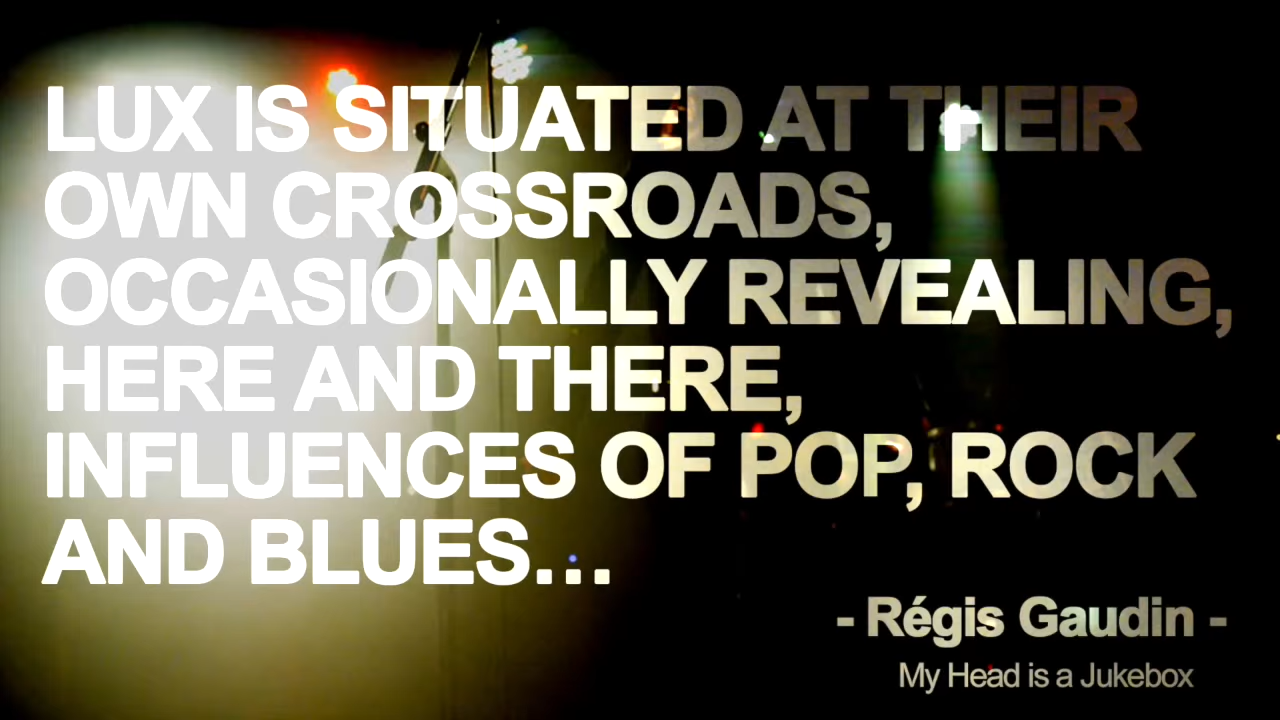 LUX IS SITUATED AT THEIR
OWN CROSSROADS,
OCCASIONALLY REVEALING,
HERE AND THERE,
INFLUENCES OF POP, ROCK
AND BLUES...
- Régis Gaudin -
My Head is a Jukebox